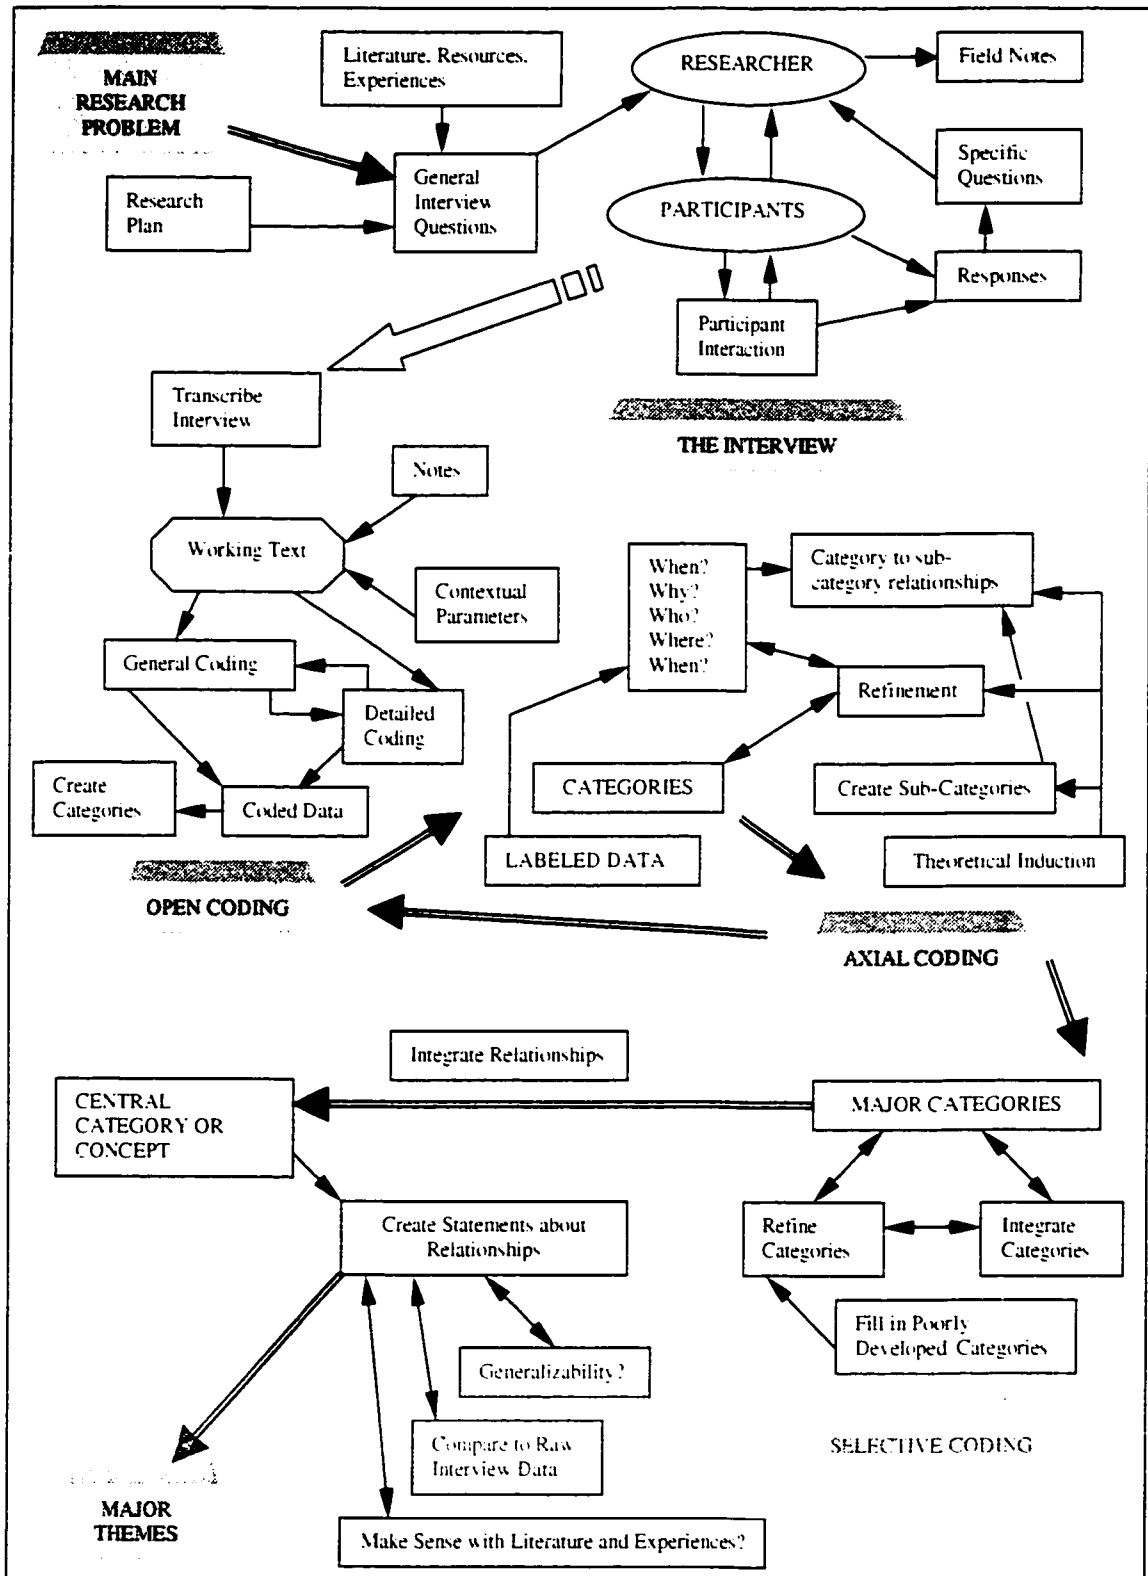 MAIN
RESEARCH
PROBLEM
Literature, Resources,
Experiences
RESEARCHER
Field Notes
Research
Plan
General
Interview
Questions
Specific
Questions
PARTICIPANTS
Responses
Participant
Interaction
THE INTERVIEW
Transcribe
Interview
Notes
Working Text
Contextual
Parameters
General Coding
Detailed
Coding
Create
Categories
Coded Data
OPEN CODING
When?
Why?
Who?
Where?
When?
Category to sub-
category relationships
Refinement
CATEGORIES
Create Sub-Categories
LABELED DATA
Theoretical Induction
AXIAL CODING
Integrate Relationships
CENTRAL
CATEGORY OR
CONCEPT
MAJOR CATEGORIES
Create Statements about
Relationships
Refine
Categories
Integrate
Categories
Fill in Poorly
Developed Categories
Generalizability?
Compare to Raw
Interview Data
SELECTIVE CODING
MAJOR
THEMES
Make Sense with Literature and Experiences?